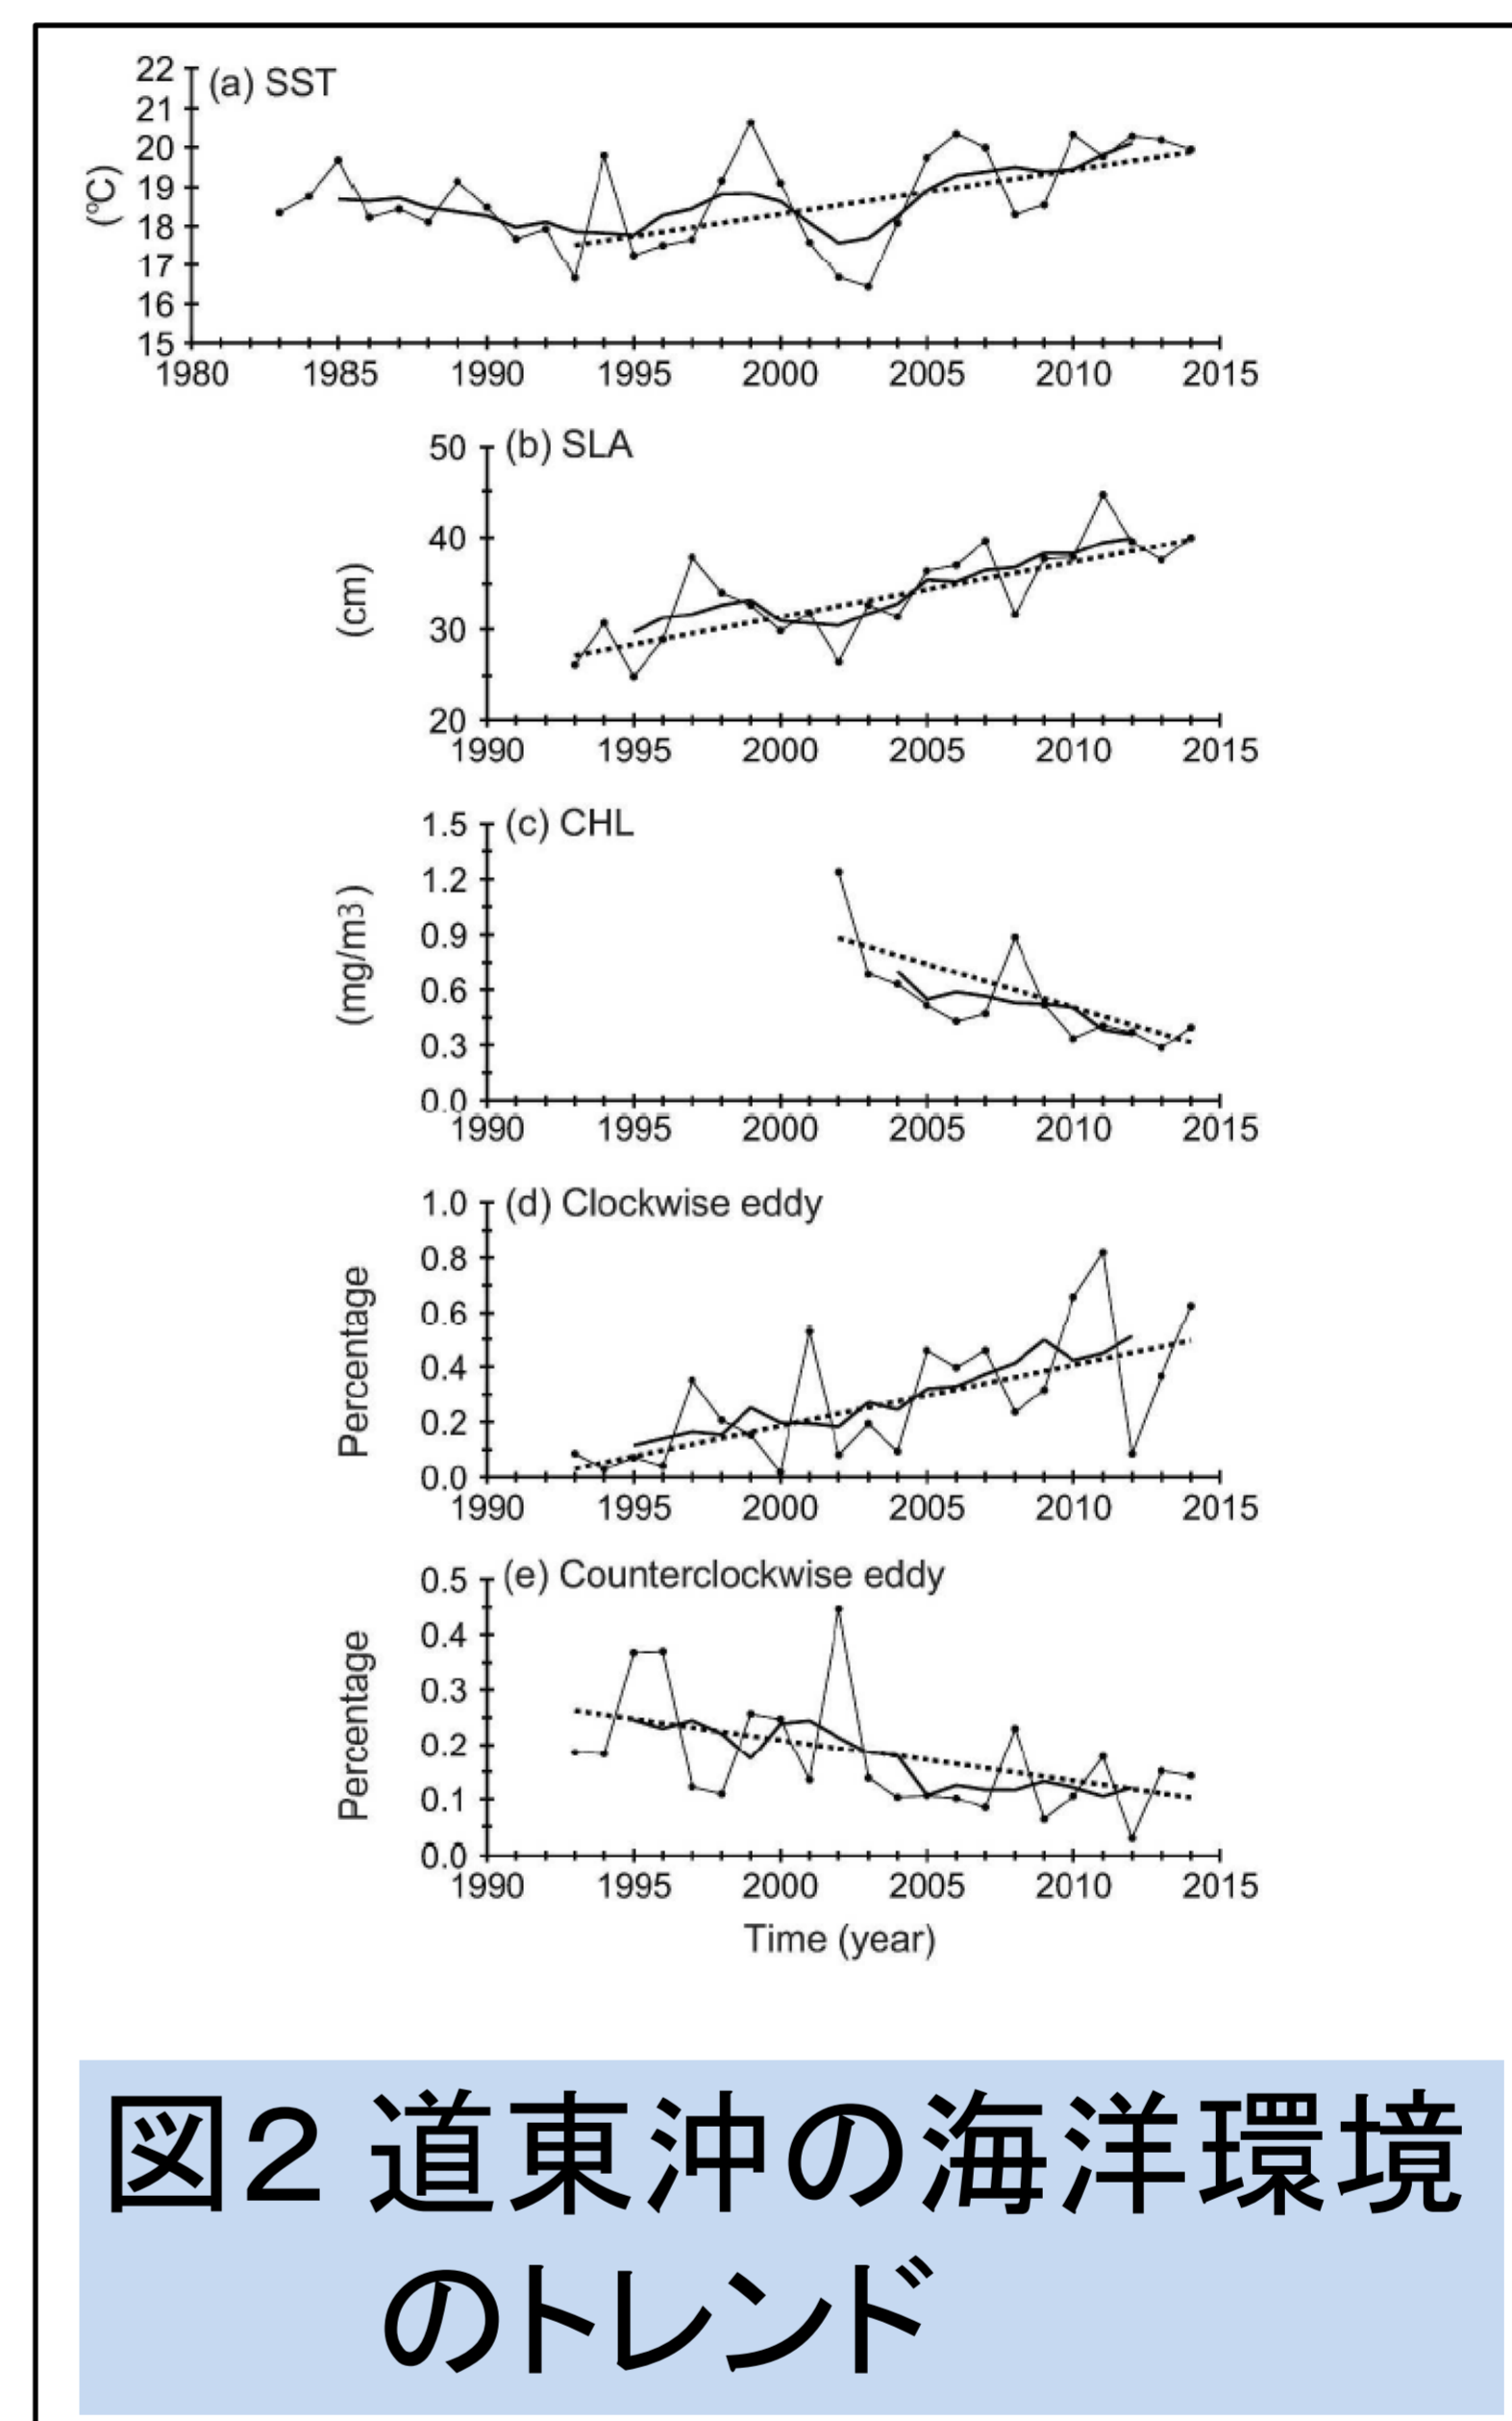 (a) SST
22
21
20
19
18
17
16
15
(ºC)
1980 1985 1990 1995 2000 2005 2010 2015
(b) SLA
50
40
30
20
(cm)
1990 1995 2000 2005 2010 2015
(c) CHL
1.5
1.2
0.9
0.6
0.3
0.0
(mg/m3)
1990 1995 2000 2005 2010 2015
(d) Clockwise eddy
1.0
0.8
0.6
0.4
0.2
0.0
Percentage
1990 1995 2000 2005 2010 2015
(e) Counterclockwise eddy
0.5
0.4
0.3
0.2
0.1
0.0
Percentage
1990 1995 2000 2005 2010 2015
Time (year)
図2 道東沖の海洋環境
のトレンド